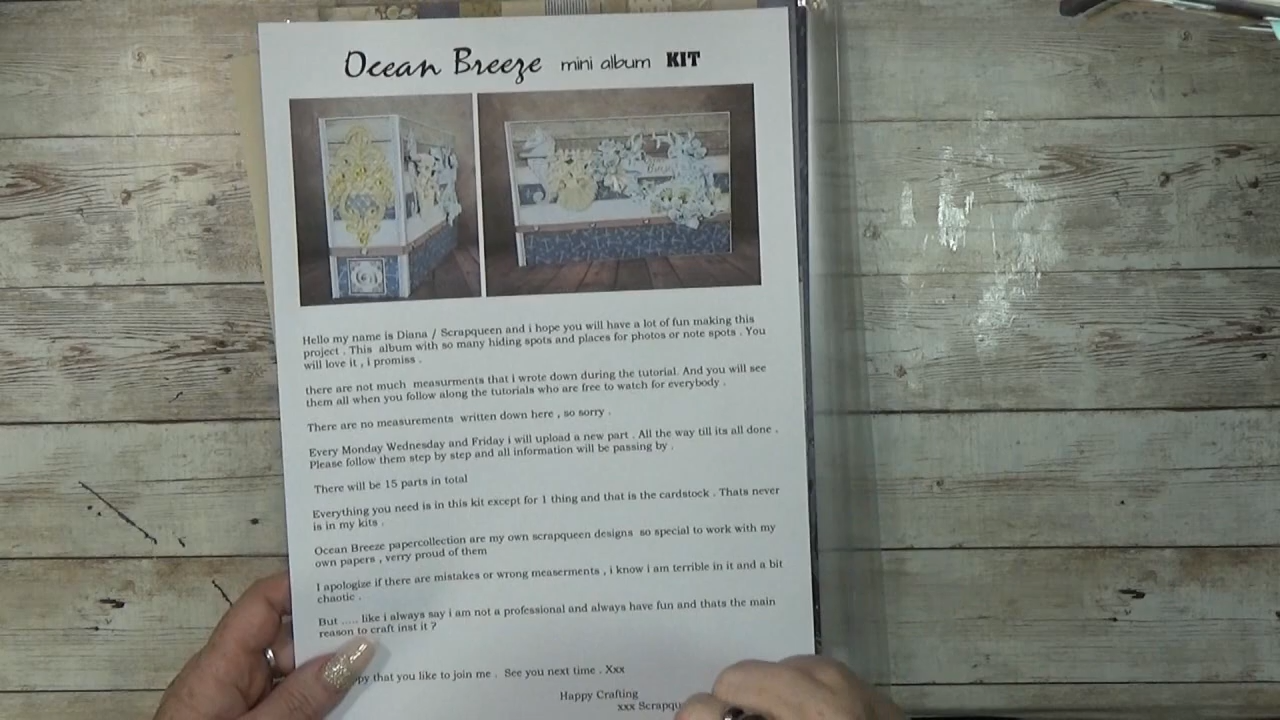 Ocean Breeze mini album KIT
Hello my name is Diana / Scrapqueen and i hope you will have a lot of fun making this
project . This album with so many hiding spots and places for photos or note spots . You
will love it , i promiss .
there are not much measurments that i wrote down during the tutorial. And you will see
them all when you follow along the tutorials who are free to watch for everybody .
There are no measurements written down here , so sorry .
Every Monday Wednesday and Friday i will upload a new part . All the way till its all done .
Please follow them step by step and all information will be passing by .
There will be 15 parts in total
Everything you need is in this kit except for 1 thing and that is the cardstock . Thats never
is in my kits .
Ocean Breeze papercollection are my own scrapqueen designs so special to work with my
own papers , verry proud of them
I apologize if there are mistakes or wrong measerments , i know i am terrible in it and a bit
chaotic .
But ..... like i always say i am not a professional and always have fun and thats the main
reason to craft inst it ?
that you like to join me . See you next time . Xxx
Happy Crafting
xxx